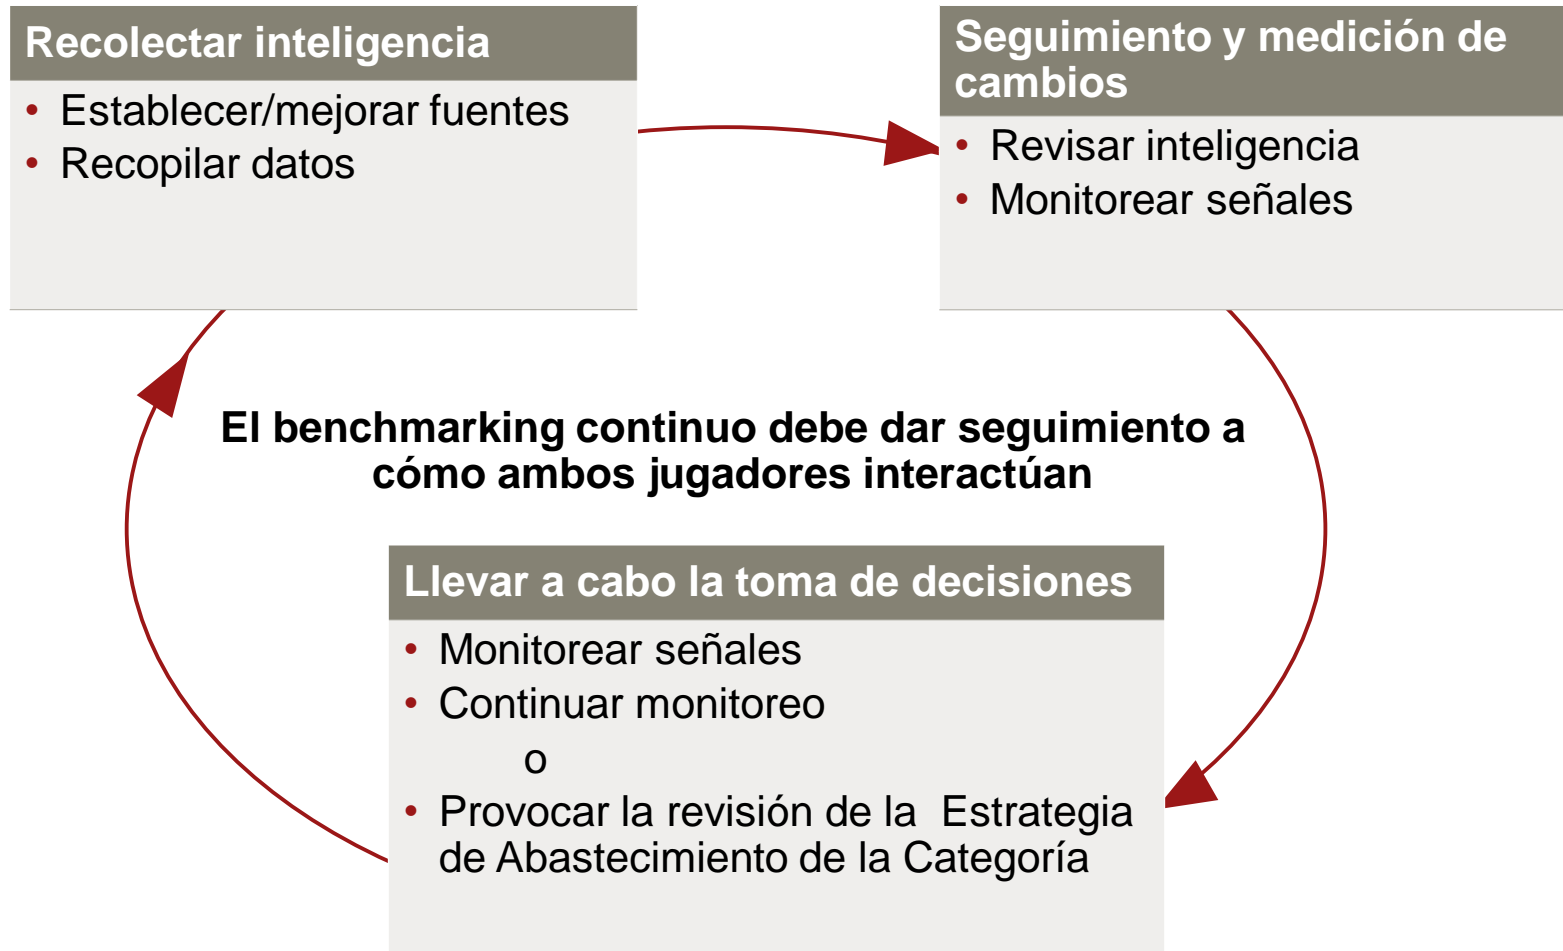 Recolectar inteligencia
• Establecer/mejorar fuentes
• Recopilar datos
Seguimiento y medición de
cambios
• Revisar inteligencia
• Monitorear señales
El benchmarking continuo debe dar seguimiento a
cómo ambos jugadores interactúan
Llevar a cabo la toma de decisiones
• Monitorear señales
• Continuar monitoreo
o
• Provocar la revisión de la  Estrategia
de Abastecimiento de la Categoría